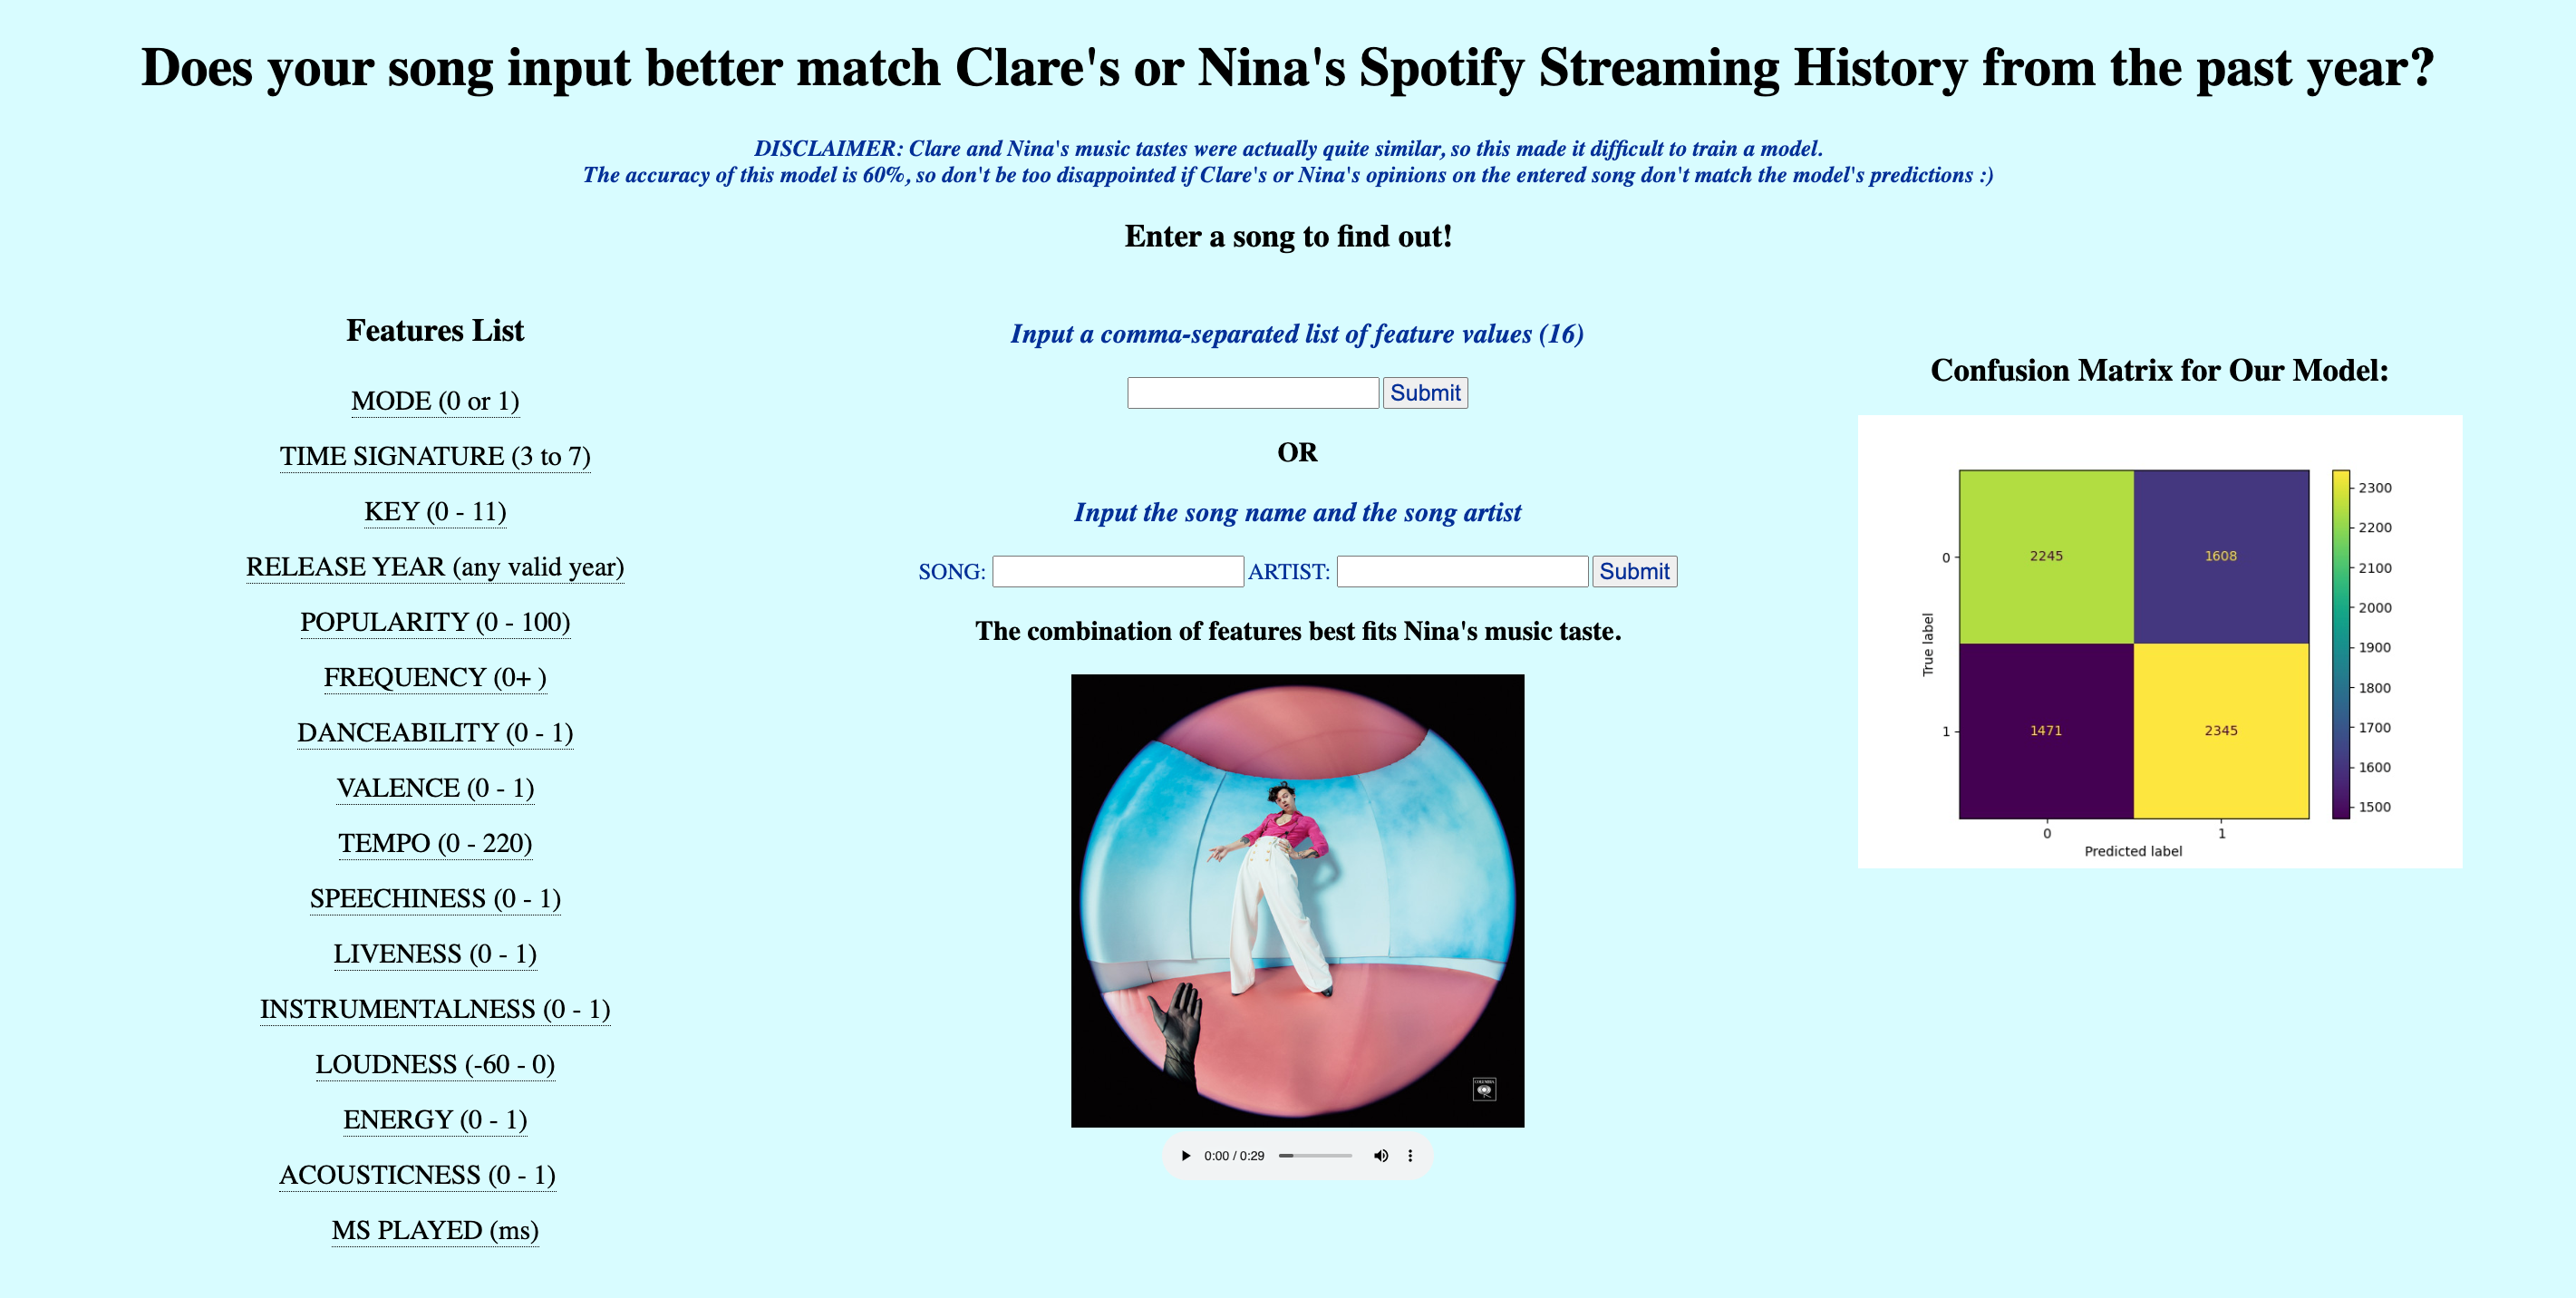 Does your song input better match Clare's or Nina's Spotify Streaming History from the past year?
DISCLAIMER: Clare and Nina's music tastes were actually quite similar, so this made it difficult to train a model.
The accuracy of this model is 60%, so don't be too disappointed if Clare's or Nina's opinions on the entered song don't match the model's predictions :)
Enter a song to find out!
Features List
MODE (0 or 1)
TIME SIGNATURE (3 to 7)
KEY (0 - 11)
RELEASE YEAR (any valid year)
POPULARITY (0 - 100)
FREQUENCY (0+ )
DANCEABILITY (0 - 1)
VALENCE (0 - 1)
TEMPO (0 - 220)
SPEECHINESS (0 - 1)
LIVENESS (0 - 1)
INSTRUMENTALNESS (0 - 1)
LOUDNESS (-60 - 0)
ENERGY (0 - 1)
ACOUSTICNESS (0 - 1)
MS PLAYED (ms)
Input a comma-separated list of feature values (16)
Submit
OR
Input the song name and the song artist
SONG: ARTIST: Submit
The combination of features best fits Nina's music taste.
COLUMBIA
0:00 / 0:29
Confusion Matrix for Our Model:
True label
0
1
2245 1608
1471 2345
0 1
Predicted label
2300
2200
2100
2000
1900
1800
1700
1600
1500